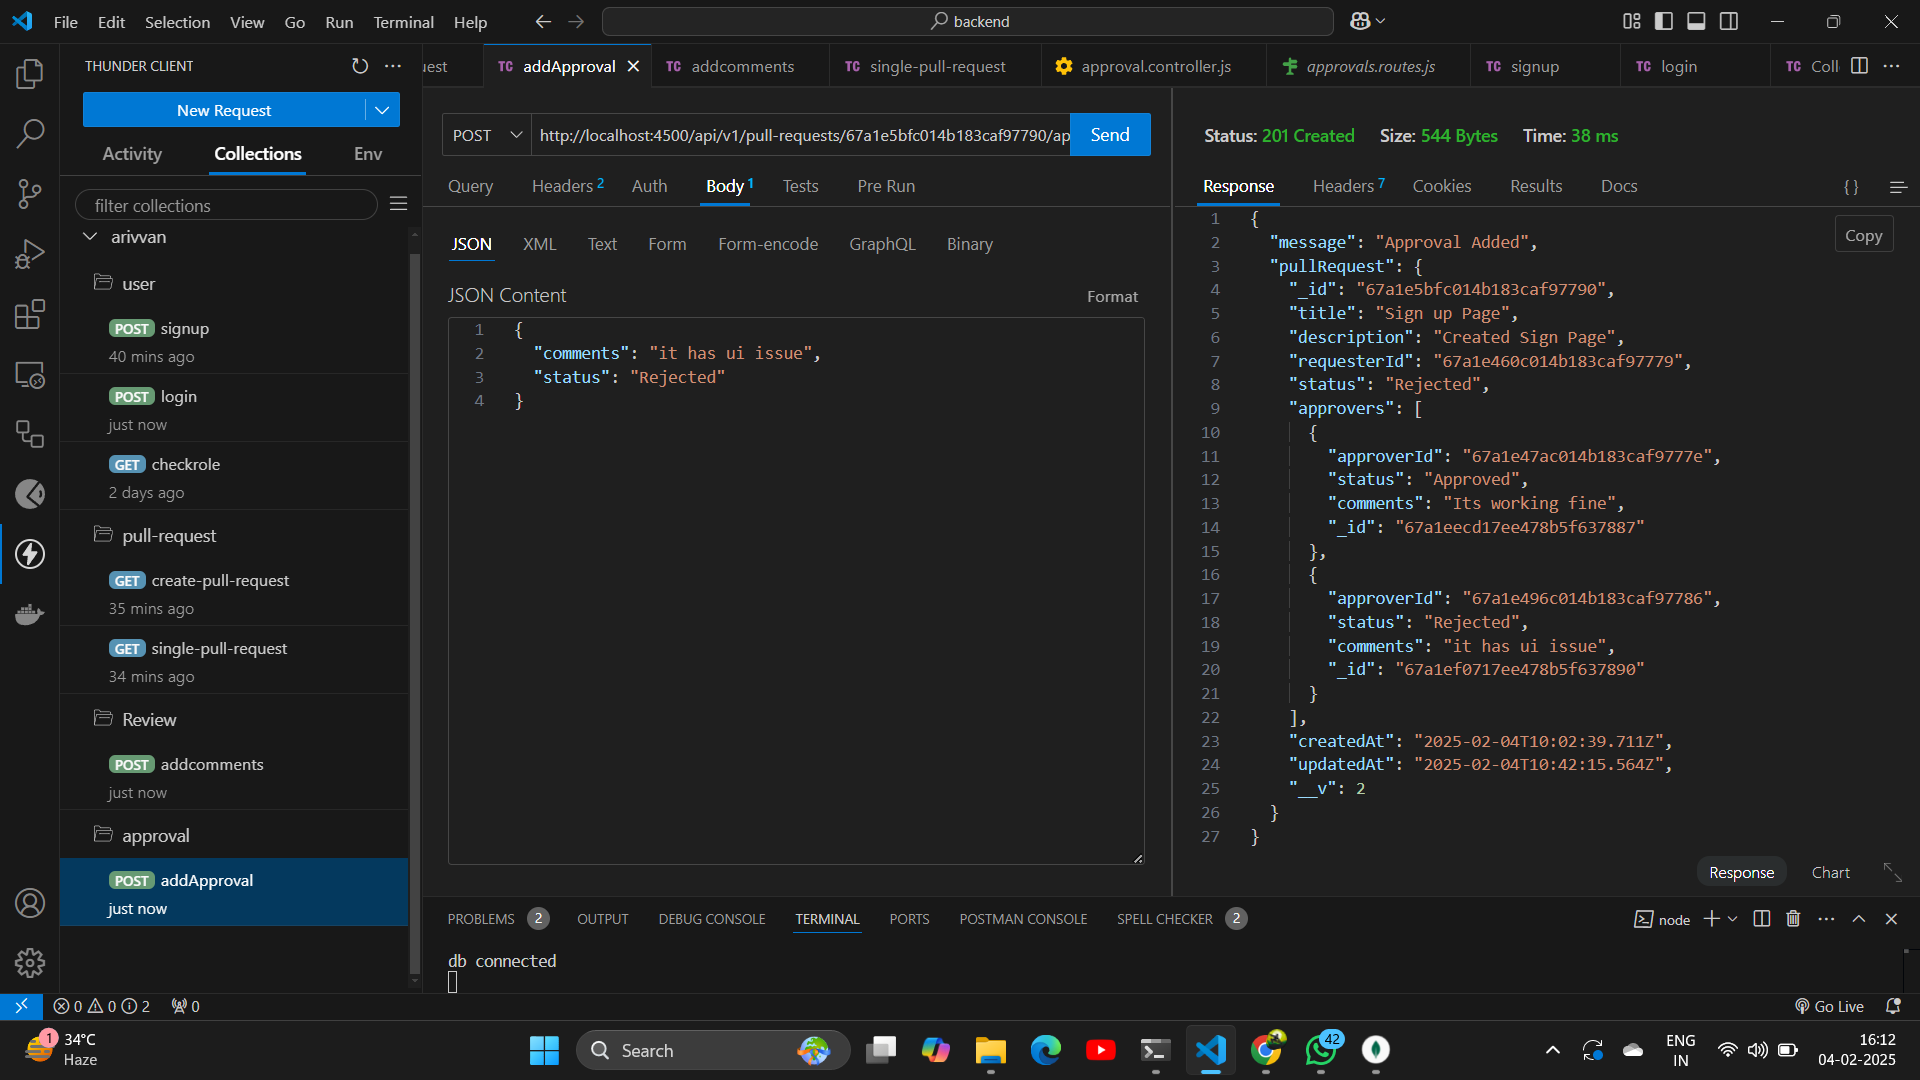 File Edit Selection View Go Run Terminal Help
backend
THUNDER CLIENT
New Request
Activity Collections Env
filter collections
arivvan
user
POST signup
40 mins ago
POST login
just now
GET checkrole
2 days ago
pull-request
GET create-pull-request
35 mins ago
GET single-pull-request
34 mins ago
Review
POST addcomments
just now
approval
POST addApproval
just now
uest TC addApproval TC addcomments TC single-pull-request approval.controller.js approvals.routes.js TC signup TC login TC Coll
POST http://localhost:4500/api/v1/pull-requests/67a1e5bfc014b183caf97790/ap Send
Query Headers 2 Auth Body 1 Tests Pre Run
JSON XML Text Form Form-encode GraphQL Binary
JSON Content Format
1 {
2 "comments": "it has ui issue",
3 "status": "Rejected"
4 }
Status: 201 Created Size: 544 Bytes Time: 38 ms
Response Headers 7 Cookies Results Docs { }
Copy
1 {
2 "message": "Approval Added",
3 "pullRequest": {
4 "_id": "67a1e5bfc014b183caf97790",
5 "title": "Sign up Page",
6 "description": "Created Sign Page",
7 "requesterId": "67a1e460c014b183caf97779",
8 "status": "Rejected",
9 "approvers": [
10 {
11 "approverId": "67a1e47ac014b183caf9777e",
12 "status": "Approved",
13 "comments": "Its working fine",
14 "_id": "67a1eecd17ee478b5f637887"
15 },
16 {
17 "approverId": "67a1e496c014b183caf97786",
18 "status": "Rejected",
19 "comments": "it has ui issue",
20 "_id": "67a1ef0717ee478b5f637890"
21 }
22 ],
23 "createdAt": "2025-02-04T10:02:39.711Z",
24 "updatedAt": "2025-02-04T10:42:15.564Z",
25 "__v": 2
26 }
27 }
Response Chart
PROBLEMS 2 OUTPUT DEBUG CONSOLE TERMINAL PORTS POSTMAN CONSOLE SPELL CHECKER 2 node
db connected
0 0 2 0 Go Live
1 34°C
Haze
Search
42
ENG
IN
16:12
04-02-2025